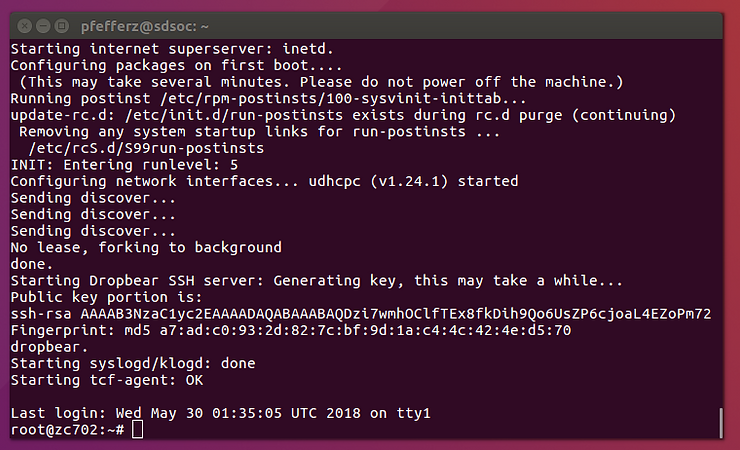 pfefferz@sdsoc: ~
Starting internet superserver: inetd.
Configuring packages on first boot....
 (This may take several minutes. Please do not power off the machine.)
Running postinst /etc/rpm-postinsts/100-sysvinit-inittab...
update-rc.d: /etc/init.d/run-postinsts exists during rc.d purge (continuing)
 Removing any system startup links for run-postinsts ...
  /etc/rcS.d/S99run-postinsts
INIT: Entering runlevel: 5
Configuring network interfaces... udhcpc (v1.24.1) started
Sending discover...
Sending discover...
Sending discover...
No lease, forking to background
done.
Starting Dropbear SSH server: Generating key, this may take a while...
Public key portion is:
ssh-rsa AAAAB3NzaC1yc2EAAAADAQABAAABAQDzi7wmhOClfTEx8fkDih9Qo6UsZP6cjoaL4EZoPm72
Fingerprint: md5 a7:ad:c0:93:2d:82:7c:bf:9d:1a:c4:4c:42:4e:d5:70
dropbear.
Starting syslogd/klogd: done
Starting tcf-agent: OK
Last login: Wed May 30 01:35:05 UTC 2018 on tty1
root@zc702:~#